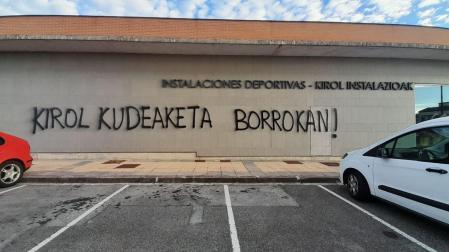 INSTALACIONES DEPORTIVAS - KIROL INSTALAZIOAK
KIROL KUDEAKETA BORROKAN!